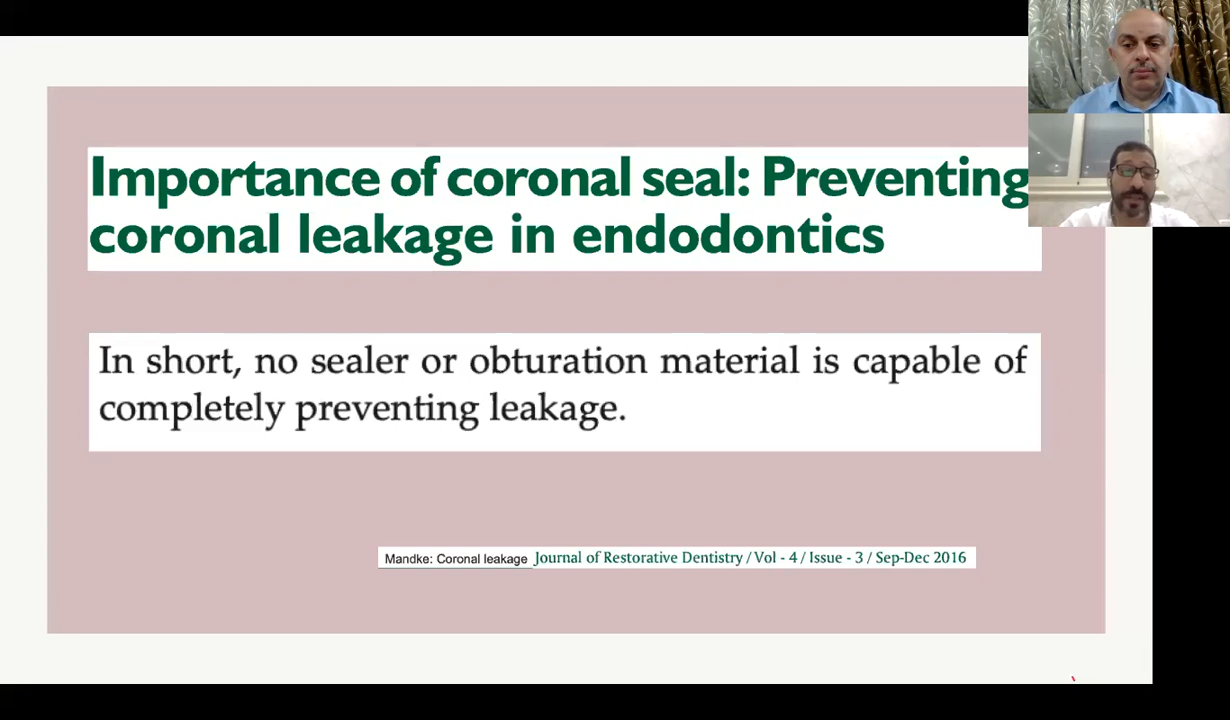 Importance of coronal seal: Preventing
coronal leakage in endodontics
In short, no sealer or obturation material is capable of
completely preventing leakage.
Mandke: Coronal leakage Journal of Restorative Dentistry / Vol - 4 / Issue - 3 / Sep-Dec 2016